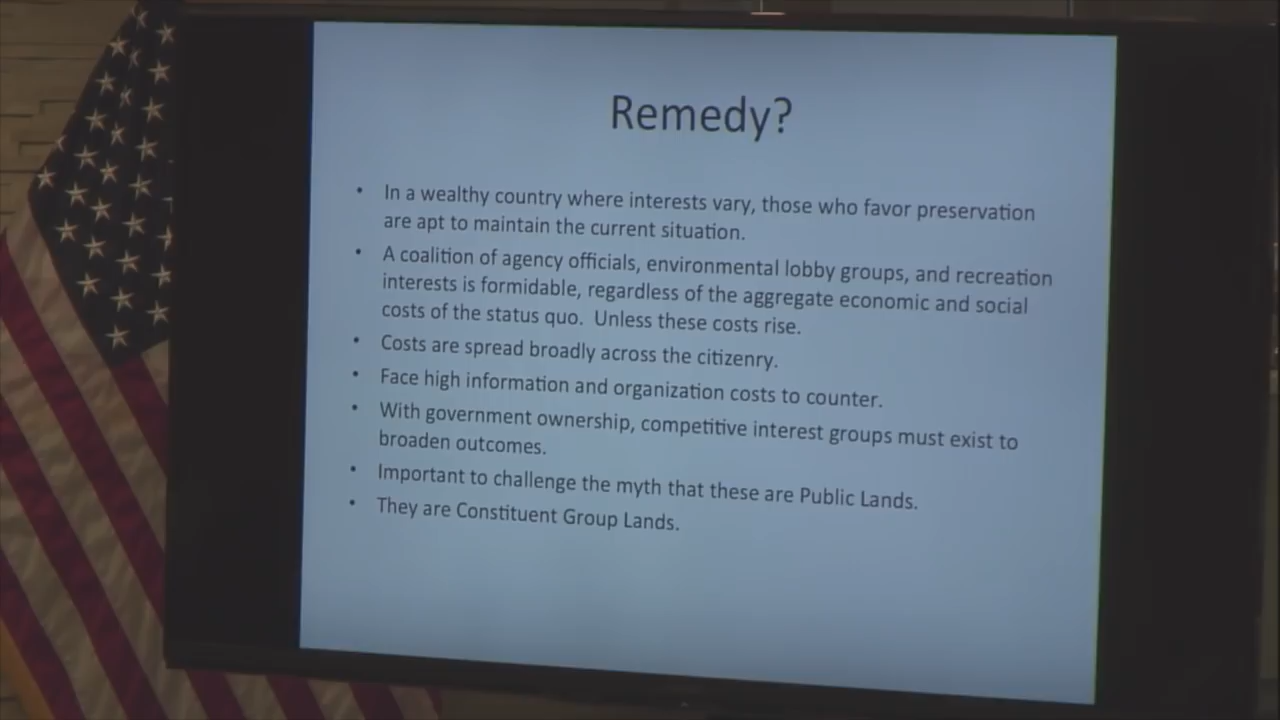 Remedy?
• In a wealthy country where interests vary, those who favor preservation
are apt to maintain the current situation.
• A coalition of agency officials, environmental lobby groups, and recreation
interests is formidable, regardless of the aggregate economic and social
costs of the status quo.  Unless these costs rise.
• Costs are spread broadly across the citizenry.
• Face high information and organization costs to counter.
• With government ownership, competitive interest groups must exist to
broaden outcomes.
• Important to challenge the myth that these are Public Lands.
• They are Constituent Group Lands.